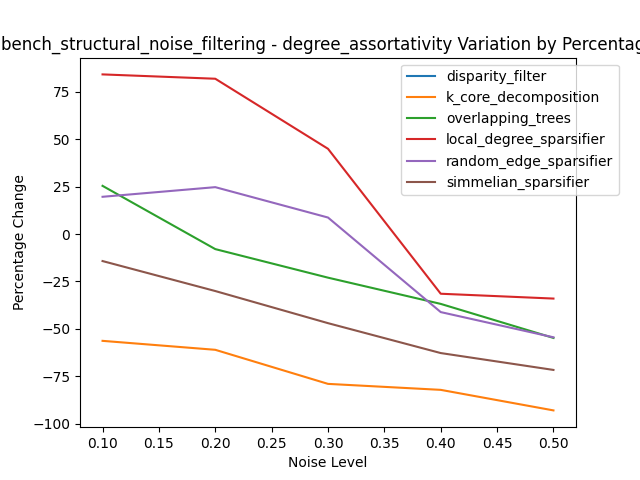 bench_structural_noise_filtering - degree_assortativity Variation by
disparity_filter
k_core_decomposition
overlapping_trees
local_degree_sparsifier
random_edge_sparsifier
simmelian_sparsifier
Percentage Change
75
50
25
0
−25
−50
−75
−100
0.10 0.15 0.20 0.25 0.30 0.35 0.40 0.45 0.50
Noise Level